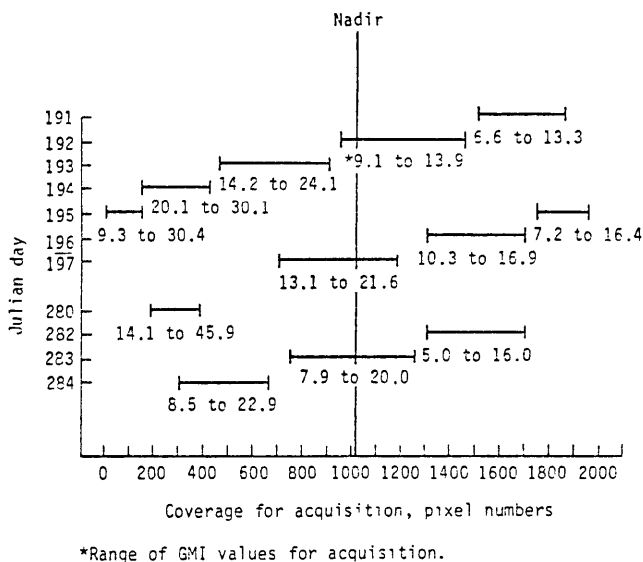 Nadir
191
6.6 to 13.3
192
*9.1 to 13.9
193
14.2 to 24.1
194
20.1 to 30.1
195
9.3 to 30.4
7.2 to 16.4
196
10.3 to 16.9
197
13.1 to 21.6
Julian day
280
14.1 to 45.9
282
5.0 to 16.0
283
7.9 to 20.0
284
8.5 to 22.9
0 200 400 600 800 1000 1200 1400 1600 1800 2000
Coverage for acquisition, pixel numbers
*Range of GMI values for acquisition.